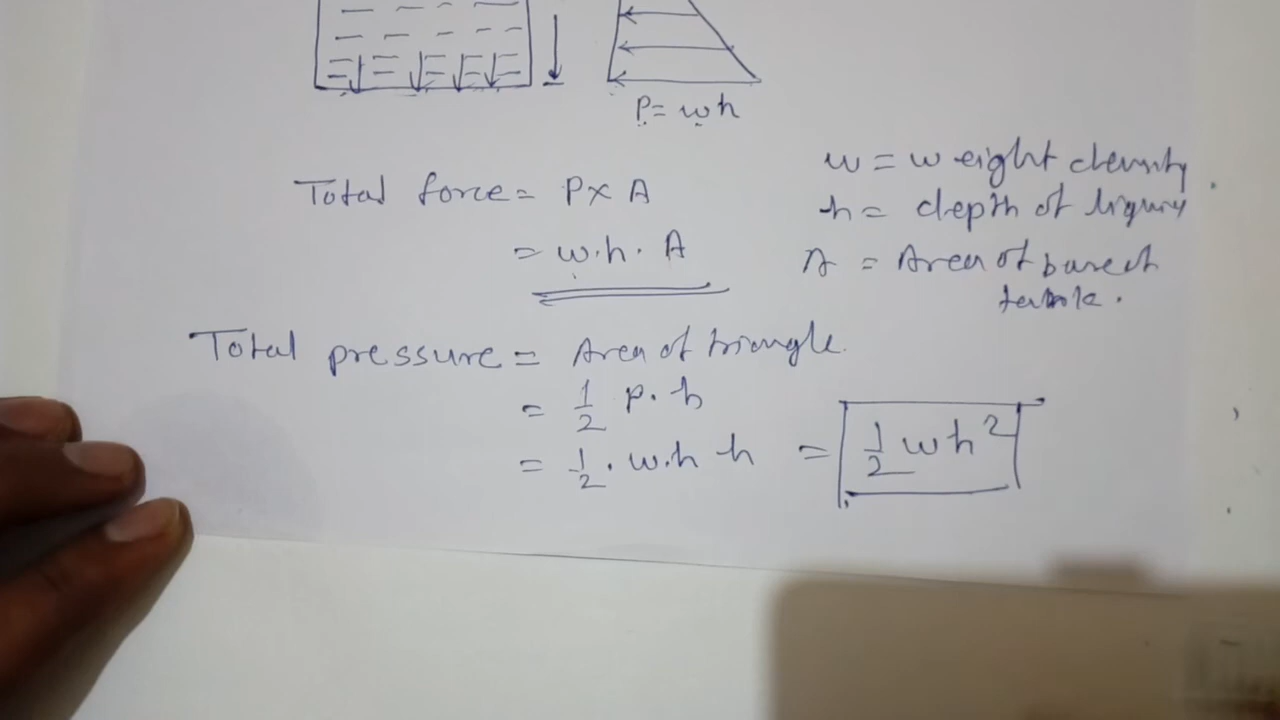 P = wh
w = weight density
Total force = P × A
h = depth of liquid
= w.h. A
A = Area of base of
tank.
Total pressure = Area of triangle.
= 1/2 p. h
= 1/2 . w.h h = 1/2 wh²